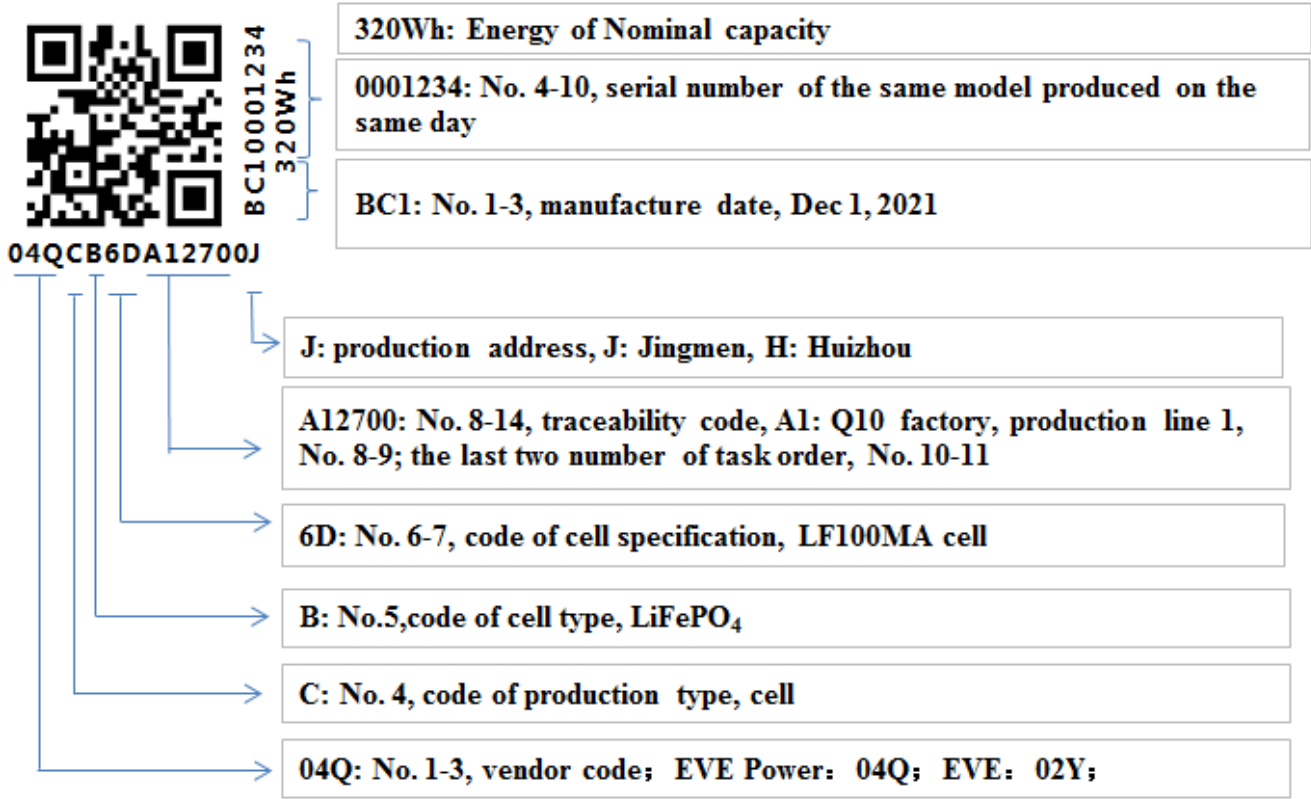 BC10001234
320Wh
320Wh: Energy of Nominal capacity
0001234: No. 4-10, serial number of the same model produced on the
same day
BC1: No. 1-3, manufacture date, Dec 1, 2021
04QCB6DA12700J
J: production address, J: Jingmen, H: Huizhou
A12700: No. 8-14, traceability code, A1: Q10 factory, production line 1,
No. 8-9; the last two number of task order, No. 10-11
6D: No. 6-7, code of cell specification, LF100MA cell
B: No.5,code of cell type, LiFePO₄
C: No. 4, code of production type, cell
04Q: No. 1-3, vendor code； EVE Power：04Q； EVE：02Y；